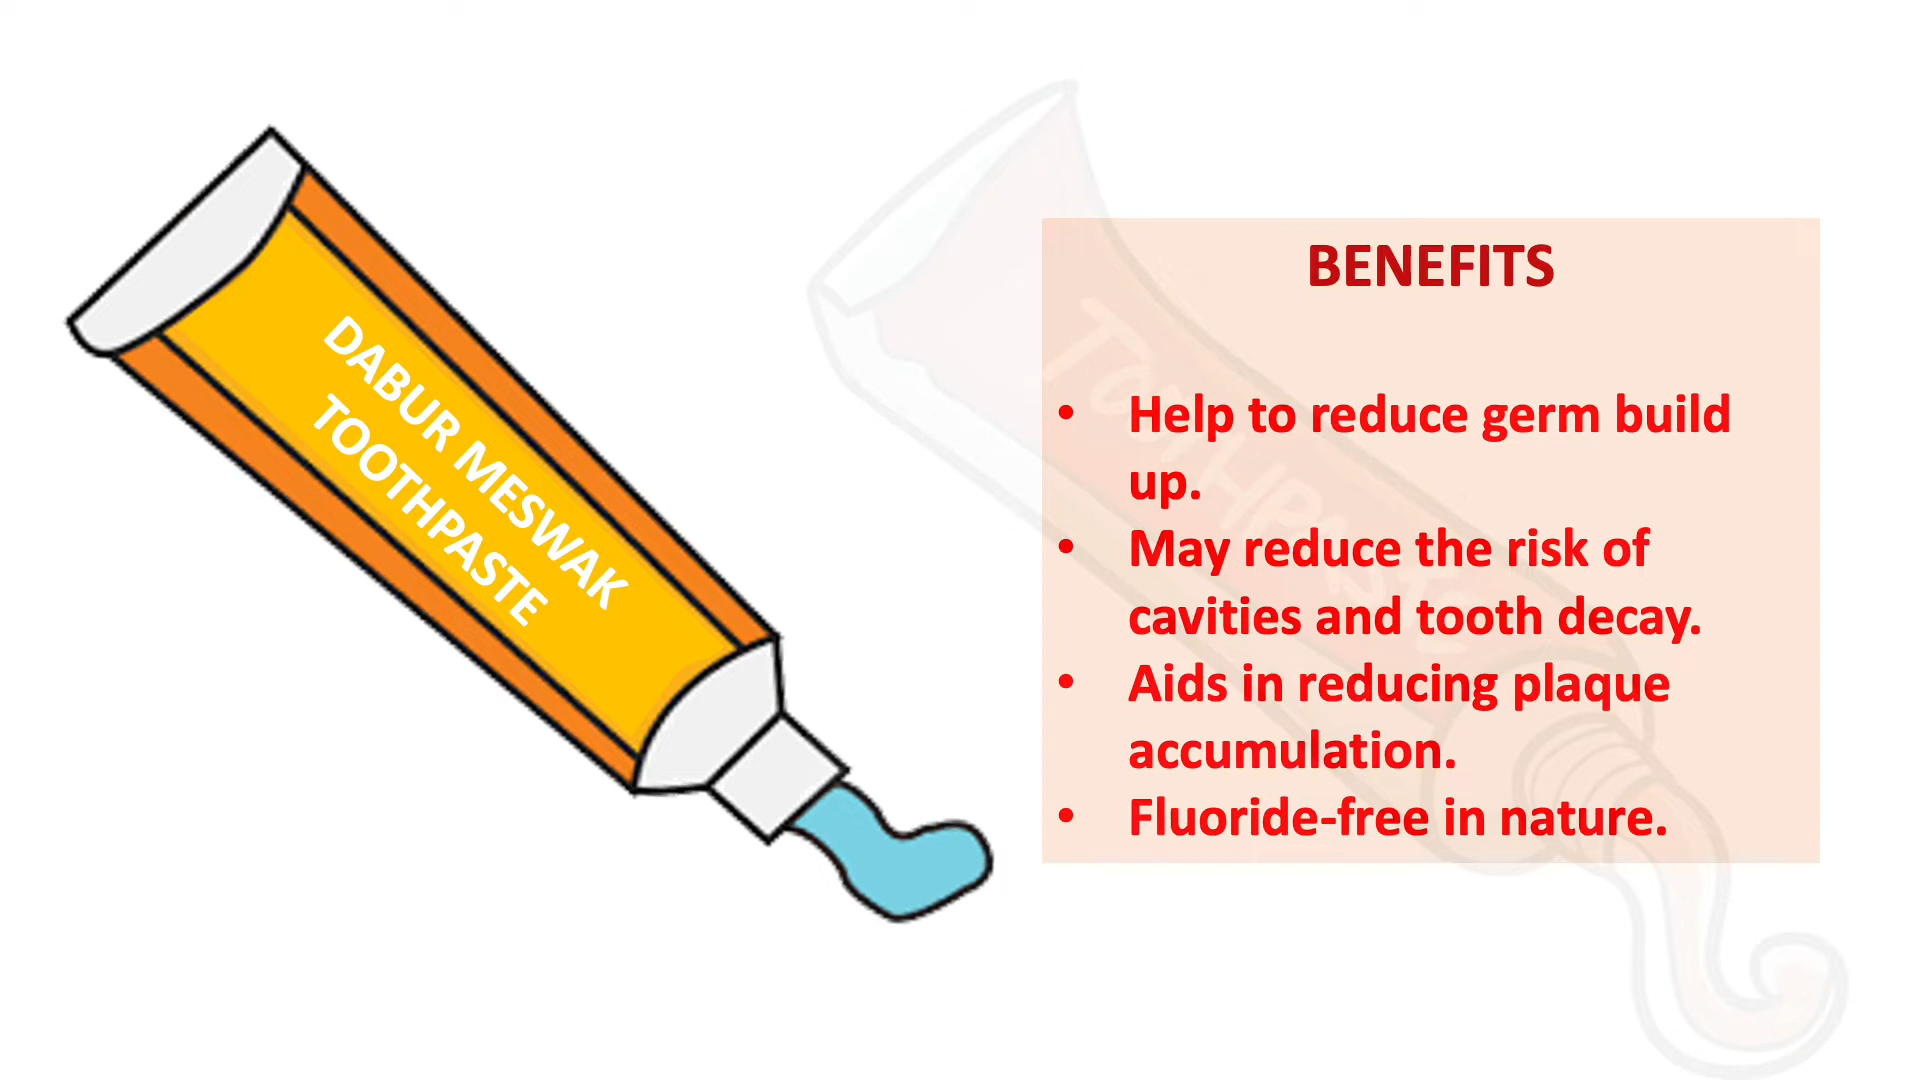 DABUR MESWAK
TOOTHPASTE
BENEFITS
• Help to reduce germ build
up.
• May reduce the risk of
cavities and tooth decay.
• Aids in reducing plaque
accumulation.
• Fluoride-free in nature.
TOOTHPASTE